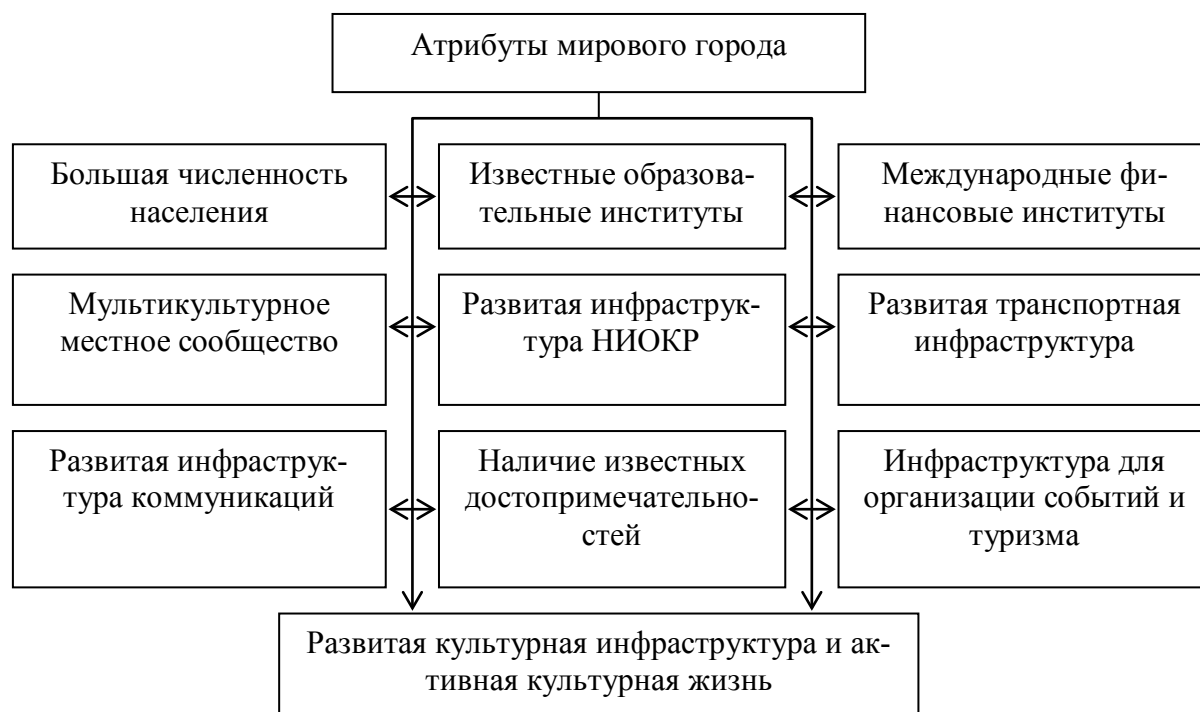 Атрибуты мирового города
Большая численность
населения
Известные образова-
тельные институты
Международные фи-
нансовые институты
Мультикультурное
местное сообщество
Развитая инфраструк-
тура НИОКР
Развитая транспортная
инфраструктура
Развитая инфраструк-
тура коммуникаций
Наличие известных
достопримечательно-
стей
Инфраструктура для
организации событий и
туризма
Развитая культурная инфраструктура и ак-
тивная культурная жизнь